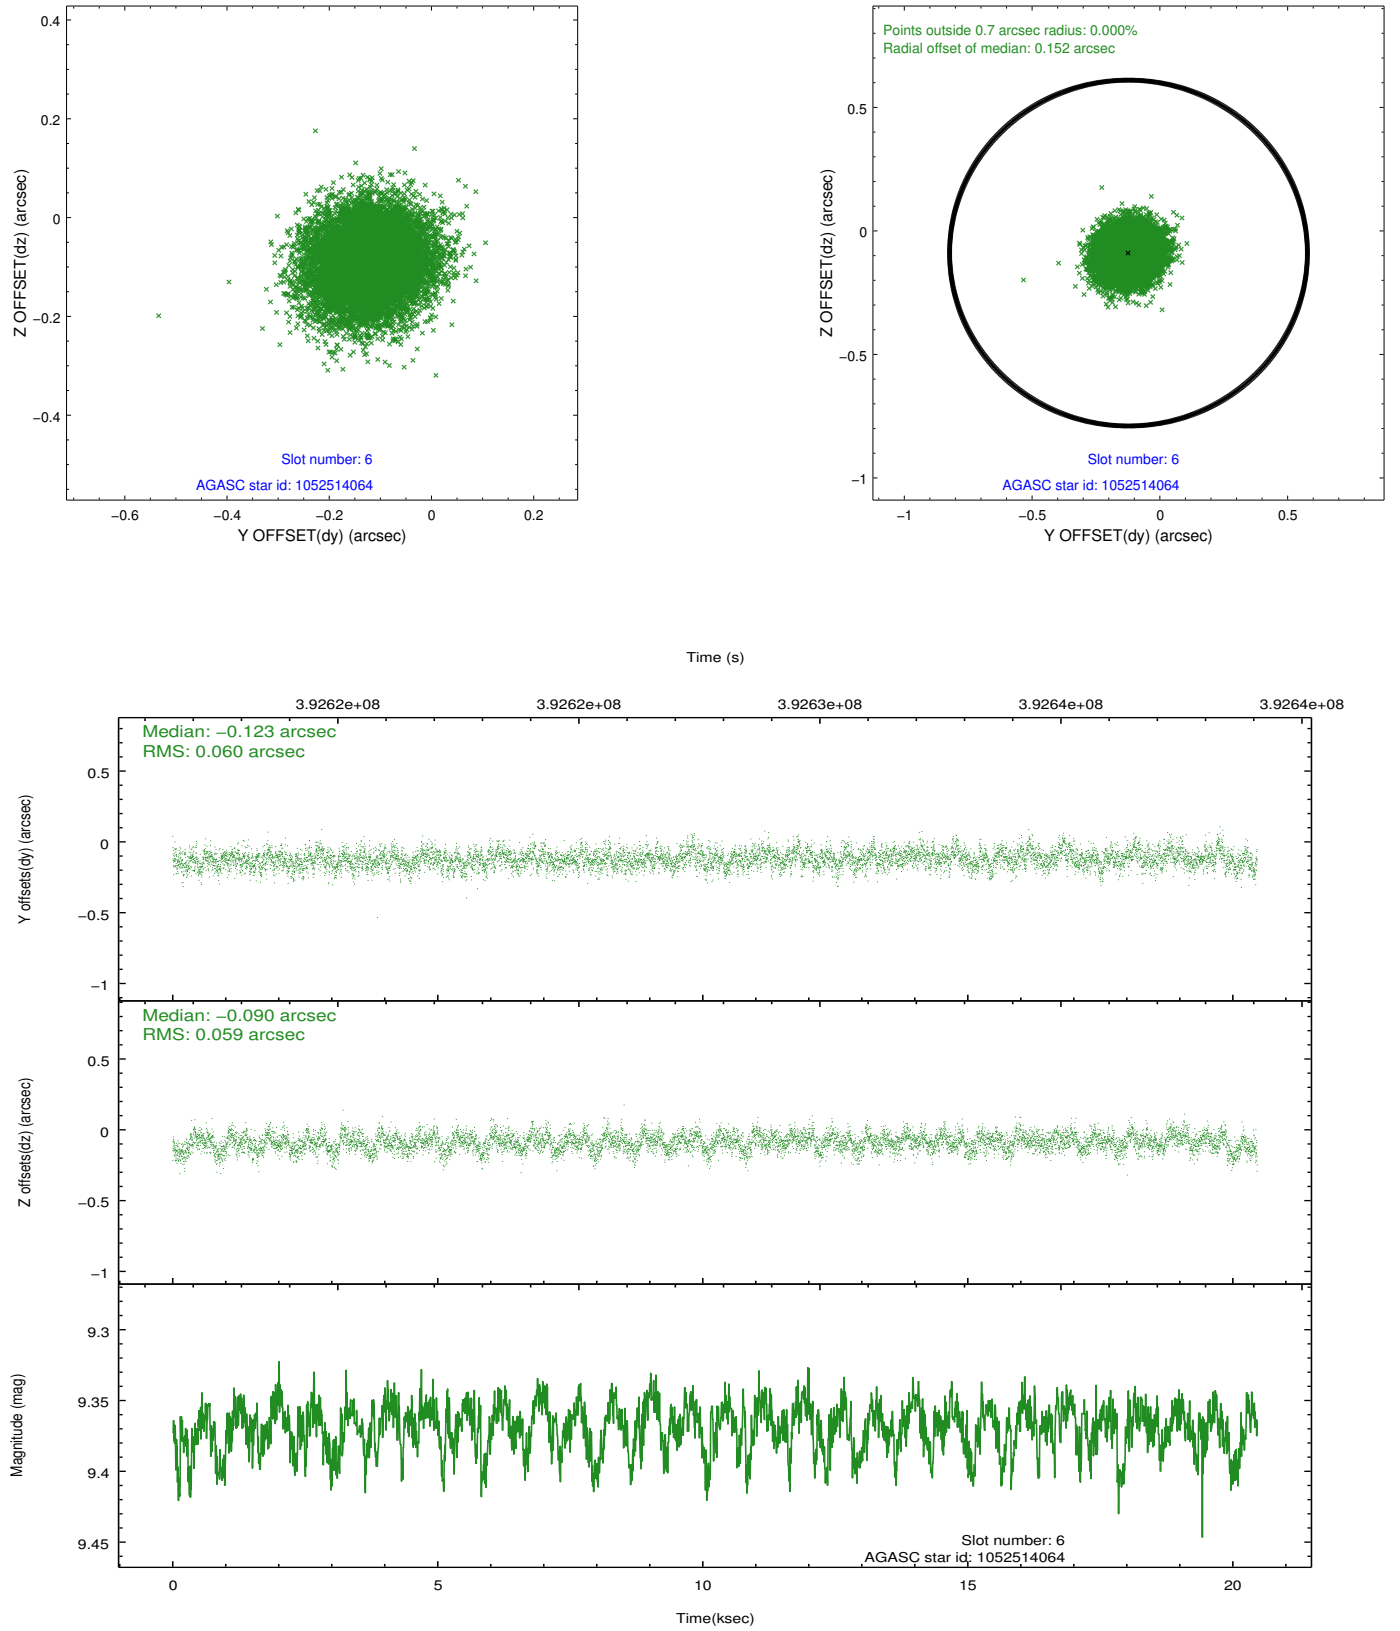 0.4
0.2
0
−0.2
−0.4
Z OFFSET(dz) (arcsec)
Slot number: 6
AGASC star id: 1052514064
−0.6
−0.4
−0.2
0
0.2
Y OFFSET(dy) (arcsec)
Points outside 0.7 arcsec radius: 0.000%
Radial offset of median: 0.152 arcsec
0.5
0
−0.5
−1
Z OFFSET(dz) (arcsec)
Slot number: 6
AGASC star id: 1052514064
−1
−0.5
0
0.5
Y OFFSET(dy) (arcsec)
Time (s)
3.9262e+08
3.9262e+08
3.9263e+08
3.9264e+08
3.9264e+08
Median: −0.123 arcsec
RMS: 0.060 arcsec
0.5
0
−0.5
−1
Y offsets(dy) (arcsec)
Median: −0.090 arcsec
RMS: 0.059 arcsec
0.5
0
−0.5
−1
Z offsets(dz) (arcsec)
9.3
9.35
9.4
9.45
Magnitude (mag)
Slot number: 6
AGASC star id: 1052514064
0
5
10
15
20
Time(ksec)